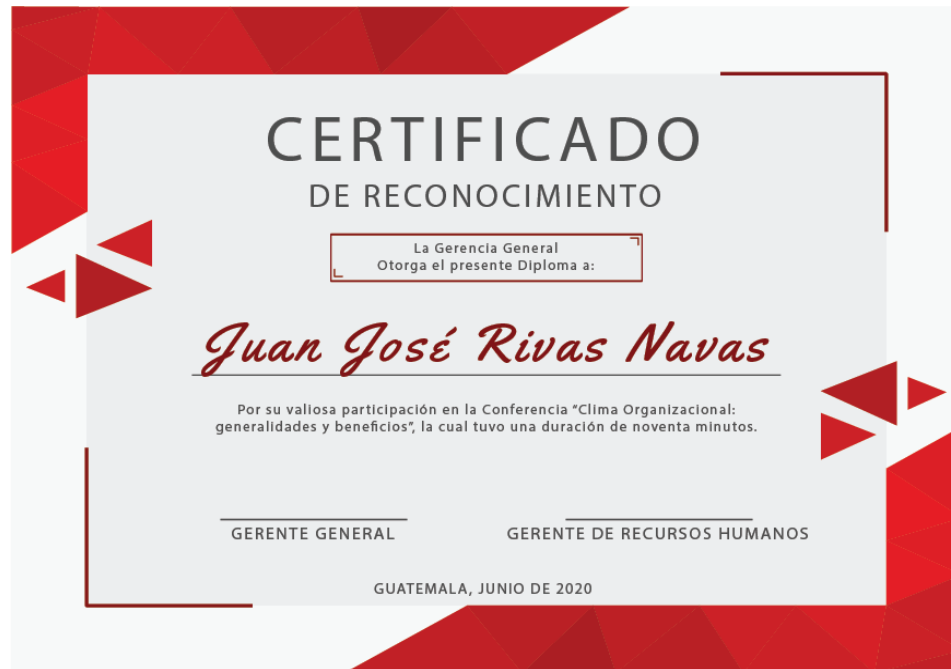 CERTIFICADO
DE RECONOCIMIENTO
La Gerencia General
Otorga el presente Diploma a:
Juan José Rivas Navas
Por su valiosa participación en la Conferencia “Clima Organizacional:
generalidades y beneficios”, la cual tuvo una duración de noventa minutos.
GERENTE GENERAL
GERENTE DE RECURSOS HUMANOS
GUATEMALA, JUNIO DE 2020